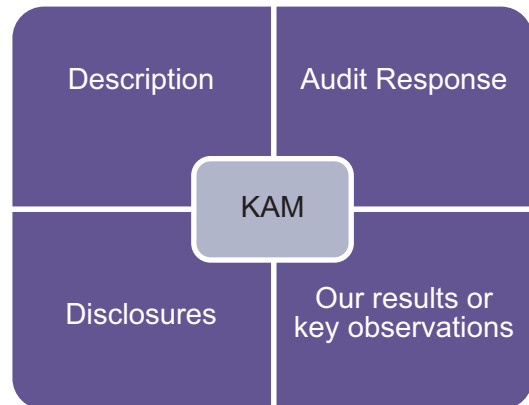 Description
Audit Response
KAM
Disclosures
Our results or
key observations